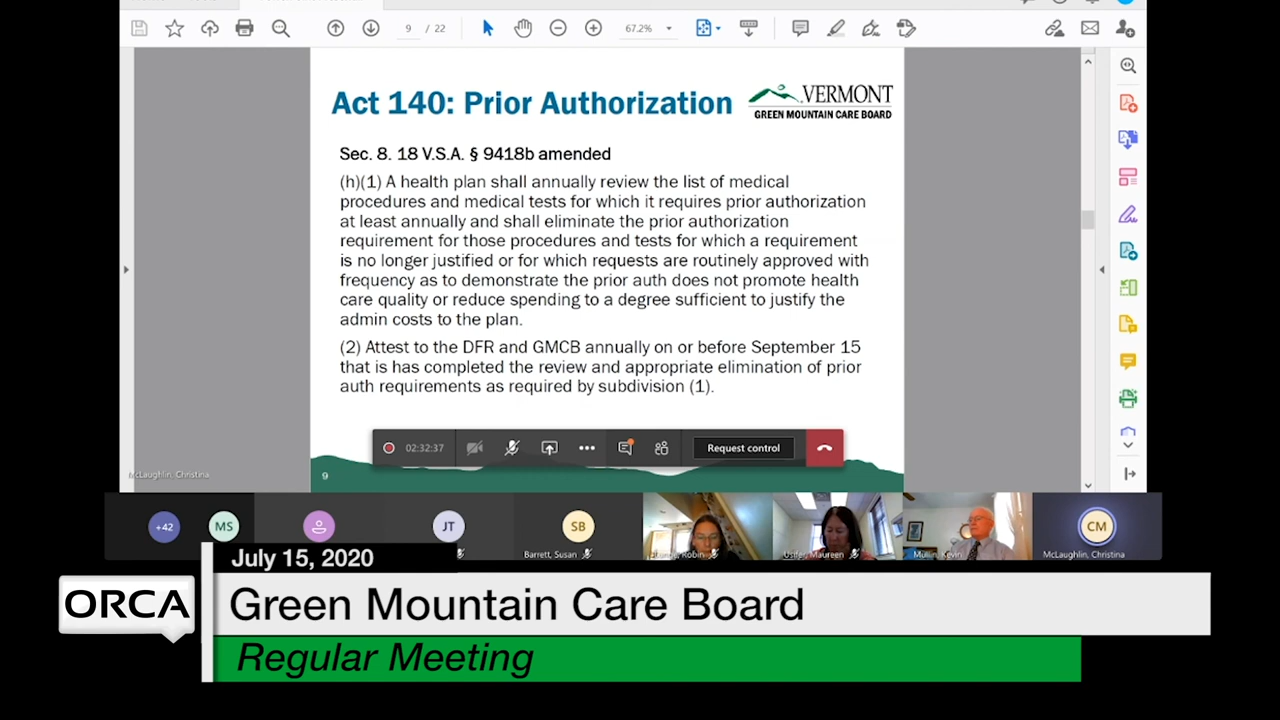 9 / 22
67.2%
Act 140: Prior Authorization
VERMONT
GREEN MOUNTAIN CARE BOARD
Sec. 8. 18 V.S.A. § 9418b amended
(h)(1) A health plan shall annually review the list of medical
procedures and medical tests for which it requires prior authorization
at least annually and shall eliminate the prior authorization
requirement for those procedures and tests for which a requirement
is no longer justified or for which requests are routinely approved with
frequency as to demonstrate the prior auth does not promote health
care quality or reduce spending to a degree sufficient to justify the
admin costs to the plan.
(2) Attest to the DFR and GMCB annually on or before September 15
that is has completed the review and appropriate elimination of prior
auth requirements as required by subdivision (1).
02:32:37
Request control
McLaughlin, Christina
9
+42
MS
JT
SB
CM
Barrett, Susan
Robin
Usifer, Maureen
Mullin, Kevin
McLaughlin, Christina
July 15, 2020
ORCA
Green Mountain Care Board
Regular Meeting